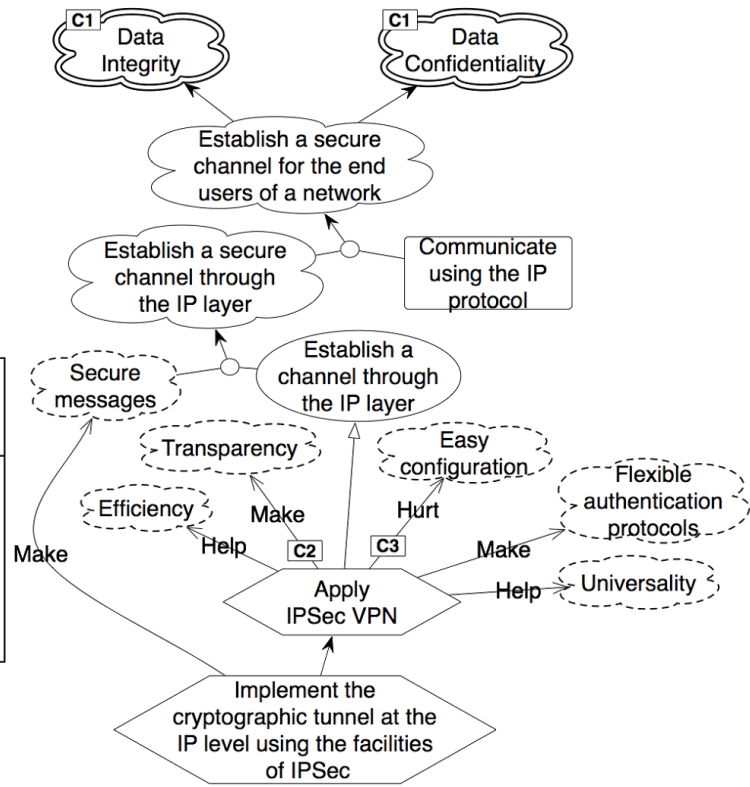 C1
Data
Integrity
C1
Data
Confidentiality
Establish a secure
channel for the end
users of a network
Establish a secure
channel through
the IP layer
Communicate
using the IP
protocol
Secure
messages
Establish a
channel through
the IP layer
Transparency
Easy
configuration
Efficiency
Flexible
authentication
protocols
Make
Hurt
Make
Help
C2
C3
Make
Apply
IPSec VPN
Help
Universality
Implement the
cryptographic tunnel at the
IP level using the facilities
of IPSec